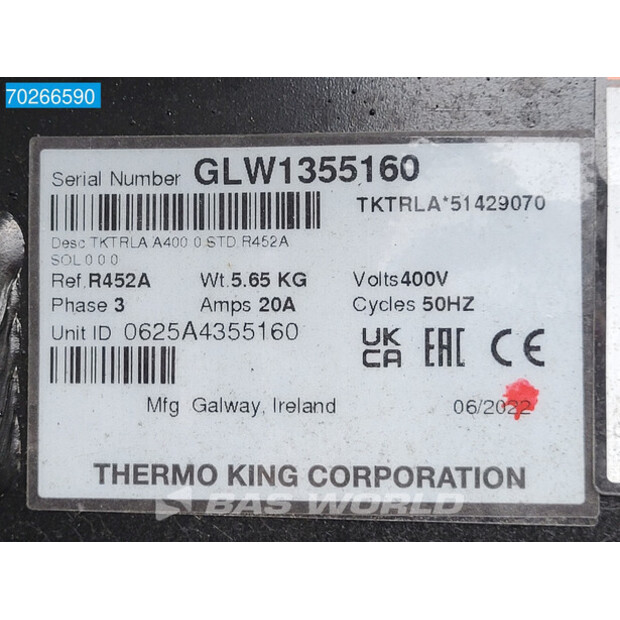 70266590
Serial Number GLW1355160
TKTRLA*51429070
Desc TKTRLA A400 0 STD R452A
SOL 0 0 0
Ref. R452A Wt. 5.65 KG Volts 400V
Phase 3 Amps 20A Cycles 50HZ
Unit ID 0625A4355160
UK CA EAC CE
Mfg Galway, Ireland 06/2022
THERMO KING CORPORATION
BAS WORLD